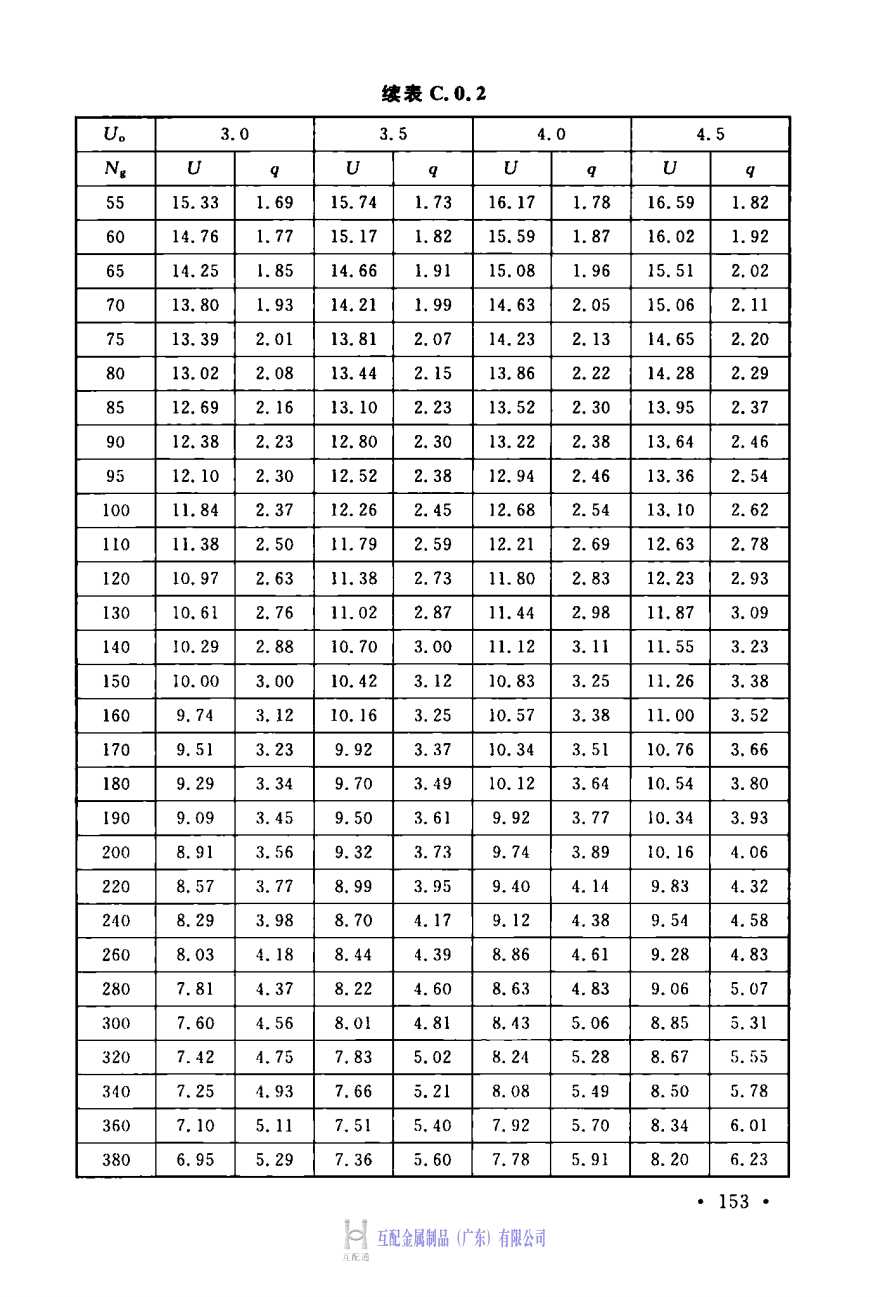 续表 C.0.2
U₀ 3.0 3.5 4.0 4.5
Ng U q U q U q U q
55 15.33 1.69 15.74 1.73 16.17 1.78 16.59 1.82
60 14.76 1.77 15.17 1.82 15.59 1.87 16.02 1.92
65 14.25 1.85 14.66 1.91 15.08 1.96 15.51 2.02
70 13.80 1.93 14.21 1.99 14.63 2.05 15.06 2.11
75 13.39 2.01 13.81 2.07 14.23 2.13 14.65 2.20
80 13.02 2.08 13.44 2.15 13.86 2.22 14.28 2.29
85 12.69 2.16 13.10 2.23 13.52 2.30 13.95 2.37
90 12.38 2.23 12.80 2.30 13.22 2.38 13.64 2.46
95 12.10 2.30 12.52 2.38 12.94 2.46 13.36 2.54
100 11.84 2.37 12.26 2.45 12.68 2.54 13.10 2.62
110 11.38 2.50 11.79 2.59 12.21 2.69 12.63 2.78
120 10.97 2.63 11.38 2.73 11.80 2.83 12.23 2.93
130 10.61 2.76 11.02 2.87 11.44 2.98 11.87 3.09
140 10.29 2.88 10.70 3.00 11.12 3.11 11.55 3.23
150 10.00 3.00 10.42 3.12 10.83 3.25 11.26 3.38
160 9.74 3.12 10.16 3.25 10.57 3.38 11.00 3.52
170 9.51 3.23 9.92 3.37 10.34 3.51 10.76 3.66
180 9.29 3.34 9.70 3.49 10.12 3.64 10.54 3.80
190 9.09 3.45 9.50 3.61 9.92 3.77 10.34 3.93
200 8.91 3.56 9.32 3.73 9.74 3.89 10.16 4.06
220 8.57 3.77 8.99 3.95 9.40 4.14 9.83 4.32
240 8.29 3.98 8.70 4.17 9.12 4.38 9.54 4.58
260 8.03 4.18 8.44 4.39 8.86 4.61 9.28 4.83
280 7.81 4.37 8.22 4.60 8.63 4.83 9.06 5.07
300 7.60 4.56 8.01 4.81 8.43 5.06 8.85 5.31
320 7.42 4.75 7.83 5.02 8.24 5.28 8.67 5.55
340 7.25 4.93 7.66 5.21 8.08 5.49 8.50 5.78
360 7.10 5.11 7.51 5.40 7.92 5.70 8.34 6.01
380 6.95 5.29 7.36 5.60 7.78 5.91 8.20 6.23
• 153 •
互配金属制品（广东）有限公司
互配通